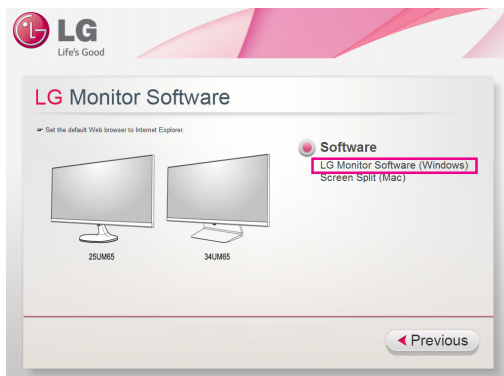 LG
Life's Good
LG Monitor Software
☞ Set the default Web browser to Internet Explorer.
Software
LG Monitor Software (Windows)
Screen Split (Mac)
25UM65
34UM65
Previous